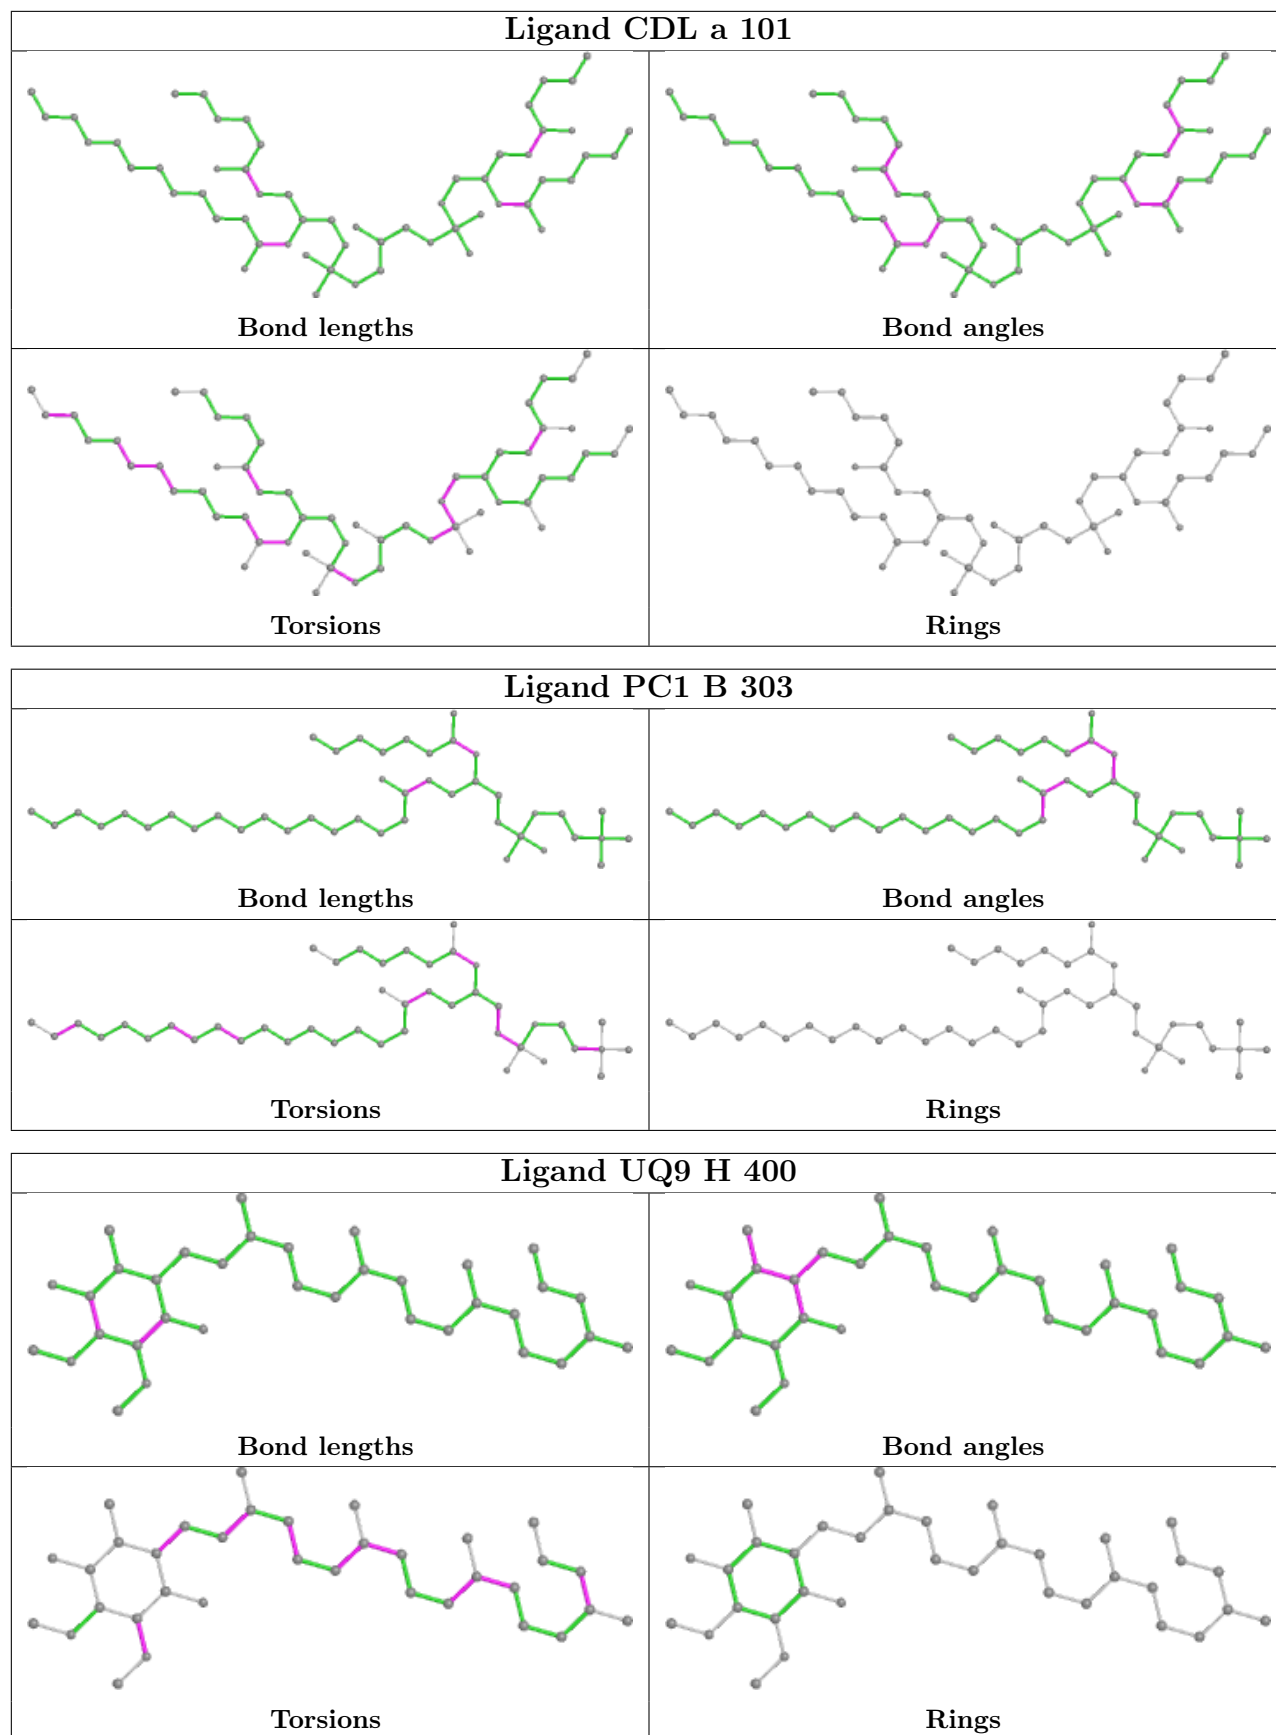 Ligand CDL a 101
Bond lengths
Bond angles
Torsions
Rings
Ligand PC1 B 303
Bond lengths
Bond angles
Torsions
Rings
Ligand UQ9 H 400
Bond lengths
Bond angles
Torsions
Rings